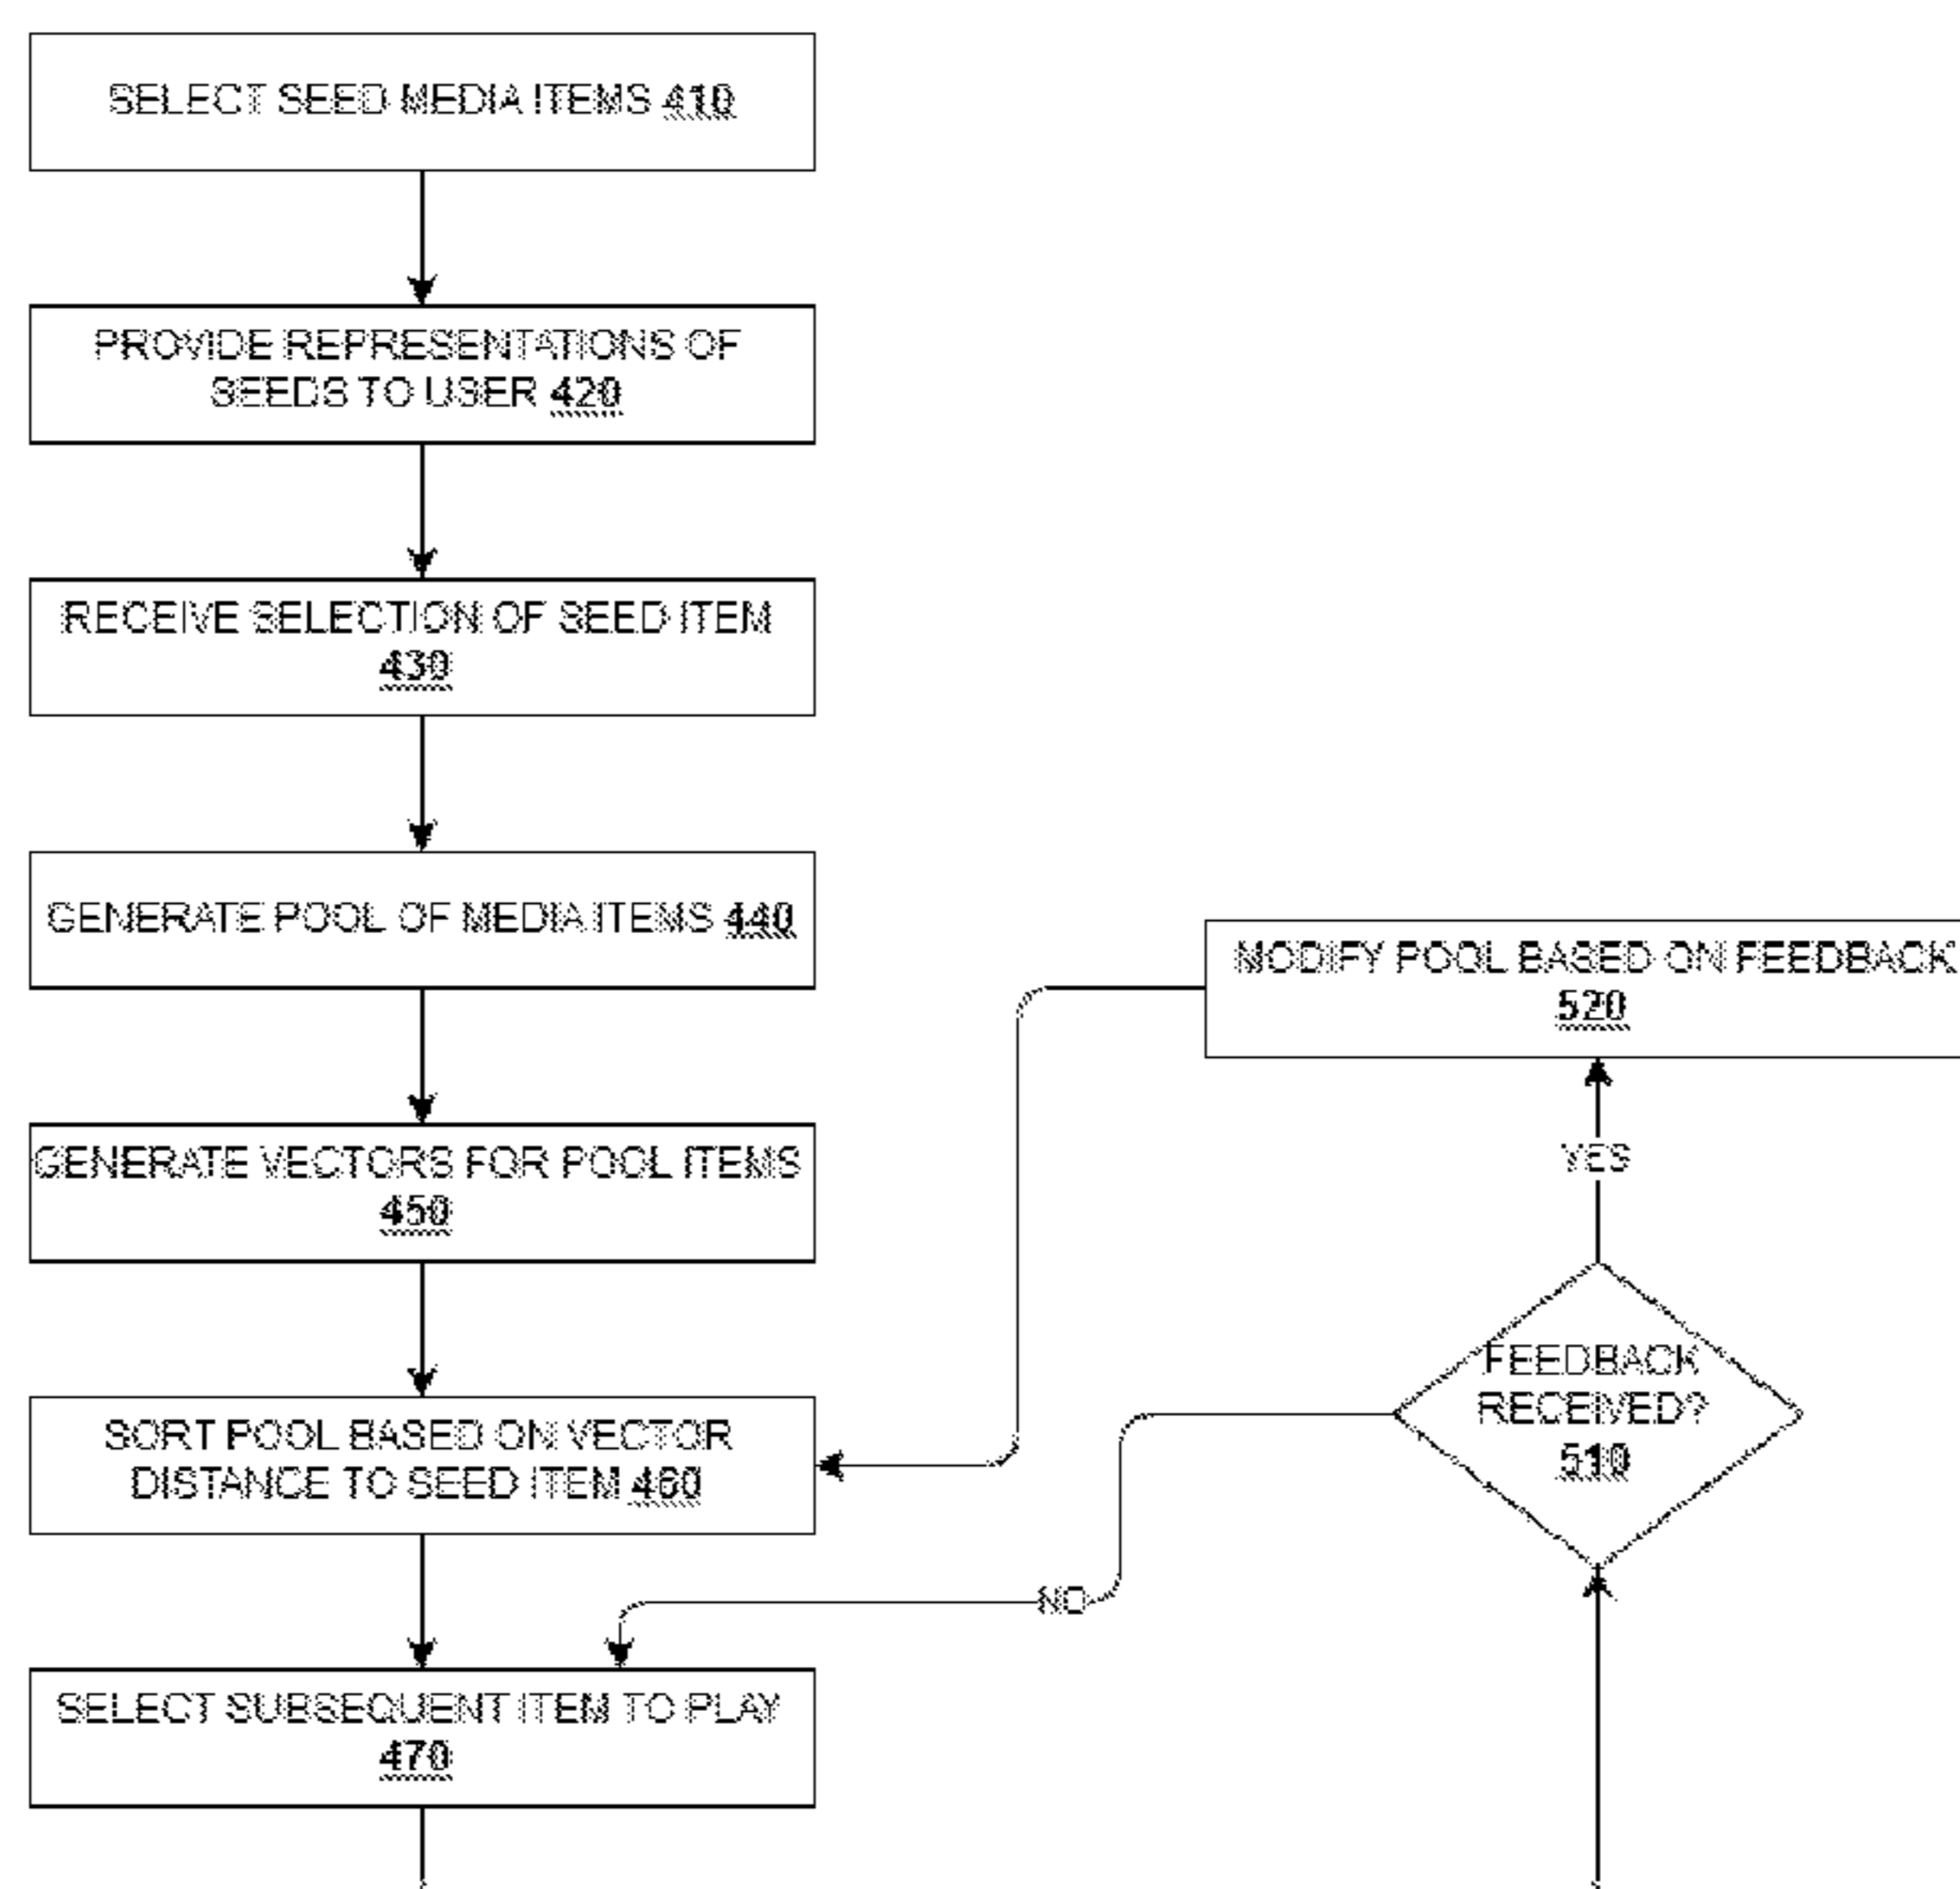 SELECT SEED MEDIA ITEMS 410
PROVIDE REPRESENTATIONS OF
SEEDS TO USER 420
RECEIVE SELECTION OF SEED ITEM
430
GENERATE POOL OF MEDIA ITEMS 440
GENERATE VECTORS FOR POOL ITEMS
450
SORT POOL BASED ON VECTOR
DISTANCE TO SEED ITEM 460
SELECT SUBSEQUENT ITEM TO PLAY
470
MODIFY POOL BASED ON FEEDBACK
520
YES
FEEDBACK
RECEIVED?
510
NO